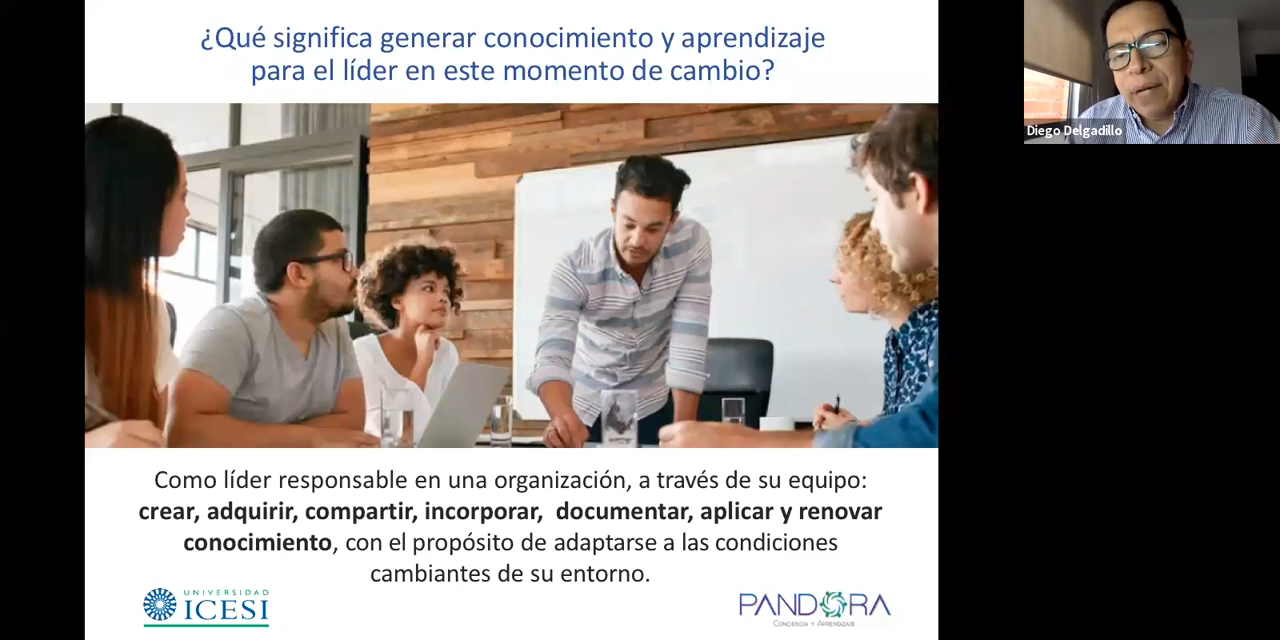 ¿Qué significa generar conocimiento y aprendizaje
para el líder en este momento de cambio?
Diego Delgadillo
Como líder responsable en una organización, a través de su equipo:
crear, adquirir, compartir, incorporar, documentar, aplicar y renovar
conocimiento, con el propósito de adaptarse a las condiciones
cambiantes de su entorno.
UNIVERSIDAD
ICESI
PANDORA
CONCIENCIA Y APRENDIZAJE